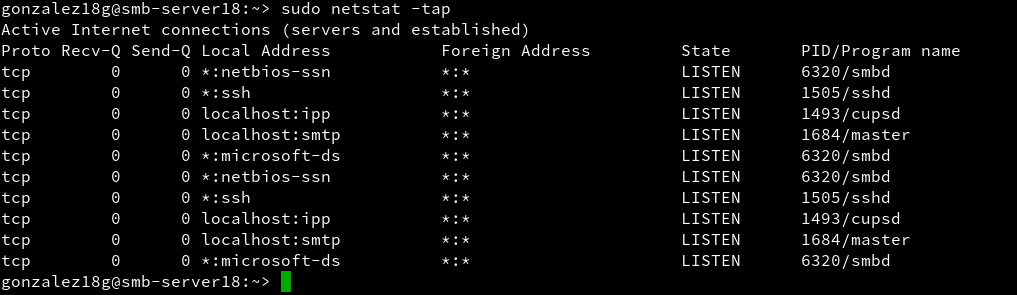 gonzalez18g@smb-server18:~> sudo netstat -tap
Active Internet connections (servers and established)
Proto Recv-Q Send-Q Local Address           Foreign Address         State       PID/Program name
tcp        0      0 *:netbios-ssn           *:*                     LISTEN      6320/smbd
tcp        0      0 *:ssh                   *:*                     LISTEN      1505/sshd
tcp        0      0 localhost:ipp           *:*                     LISTEN      1493/cupsd
tcp        0      0 localhost:smtp          *:*                     LISTEN      1684/master
tcp        0      0 *:microsoft-ds          *:*                     LISTEN      6320/smbd
tcp        0      0 *:netbios-ssn           *:*                     LISTEN      6320/smbd
tcp        0      0 *:ssh                   *:*                     LISTEN      1505/sshd
tcp        0      0 localhost:ipp           *:*                     LISTEN      1493/cupsd
tcp        0      0 localhost:smtp          *:*                     LISTEN      1684/master
tcp        0      0 *:microsoft-ds          *:*                     LISTEN      6320/smbd
gonzalez18g@smb-server18:~>